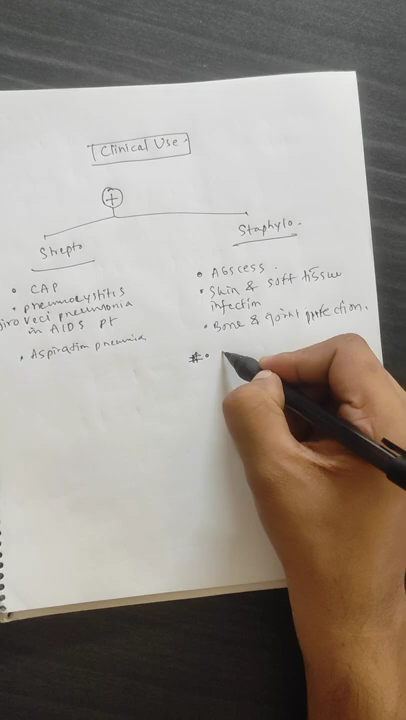 Clinical Use
+
Strepto
• CAP
• pneumocystitis
jiroveci pneumonia
in AIDS pt
• Aspiration pneumonia
Staphylo.
• Abscess.
• Skin & soft tissue
infection
• Bone & joint infection.